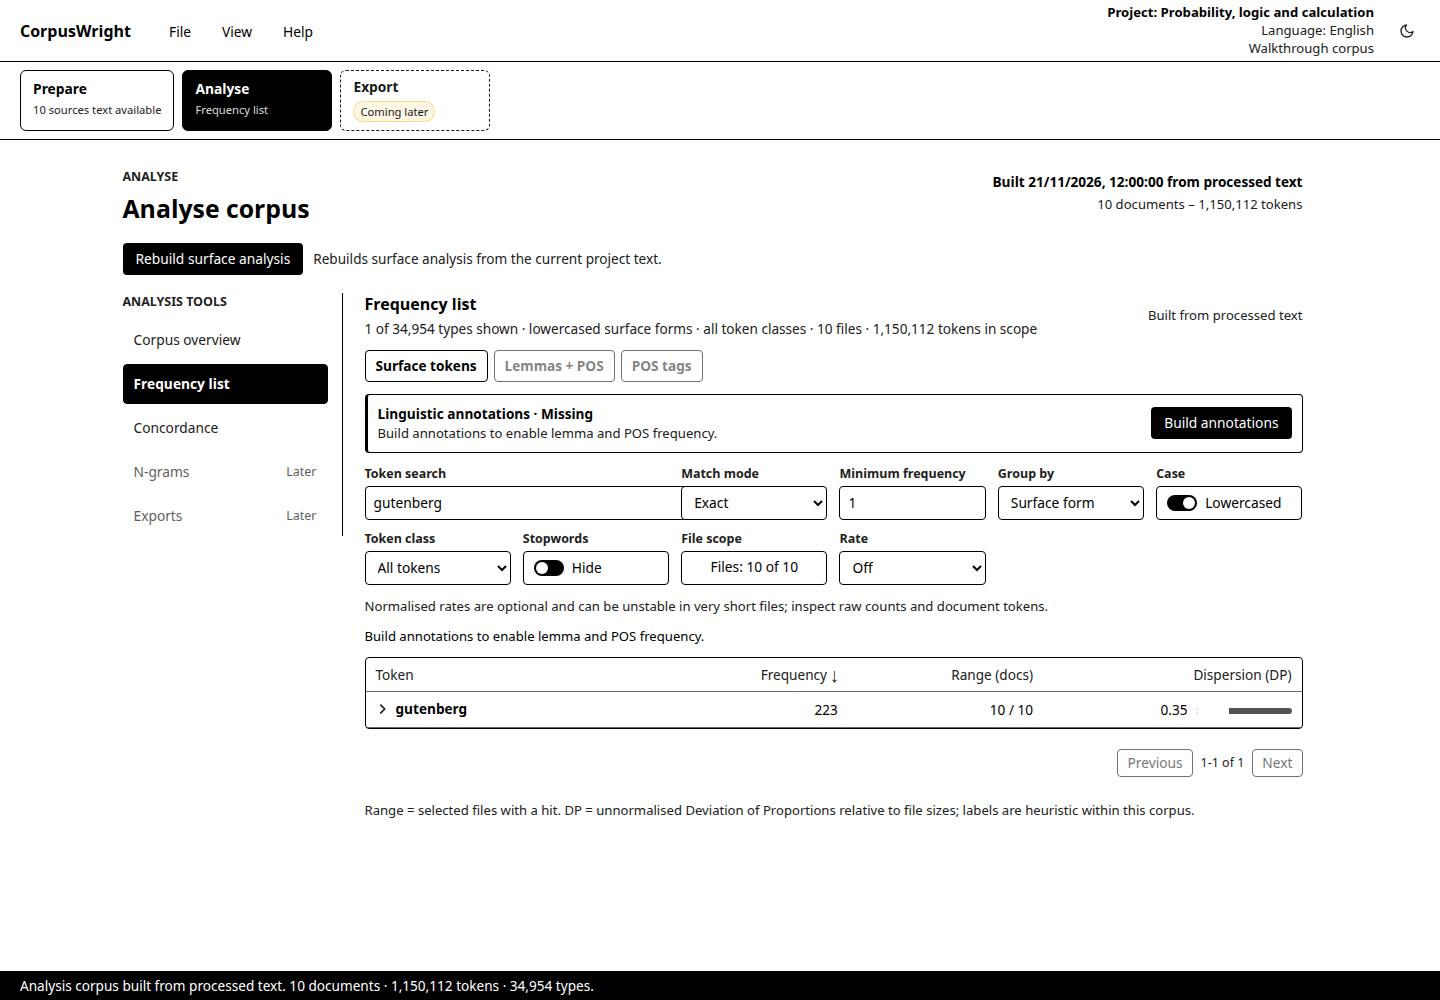 CorpusWright
File
View
Help
Project: Probability, logic and calculation
Language: English
Walkthrough corpus
Prepare
10 sources text available
Analyse
Frequency list
Export
Coming later
ANALYSE
Analyse corpus
Built 21/11/2026, 12:00:00 from processed text
10 documents – 1,150,112 tokens
Rebuild surface analysis
Rebuilds surface analysis from the current project text.
ANALYSIS TOOLS
Corpus overview
Frequency list
Concordance
N-grams Later
Exports Later
Frequency list
1 of 34,954 types shown · lowercased surface forms · all token classes · 10 files · 1,150,112 tokens in scope
Built from processed text
Surface tokens
Lemmas + POS
POS tags
Linguistic annotations · Missing
Build annotations to enable lemma and POS frequency.
Build annotations
Token search
gutenberg
Match mode
Exact
Minimum frequency
1
Group by
Surface form
Case
Lowercased
Token class
All tokens
Stopwords
Hide
File scope
Files: 10 of 10
Rate
Off
Normalised rates are optional and can be unstable in very short files; inspect raw counts and document tokens.
Build annotations to enable lemma and POS frequency.
Token Frequency ↓ Range (docs) Dispersion (DP)
gutenberg 223 10 / 10 0.35
Previous 1-1 of 1 Next
Range = selected files with a hit. DP = unnormalised Deviation of Proportions relative to file sizes; labels are heuristic within this corpus.
Analysis corpus built from processed text. 10 documents · 1,150,112 tokens · 34,954 types.